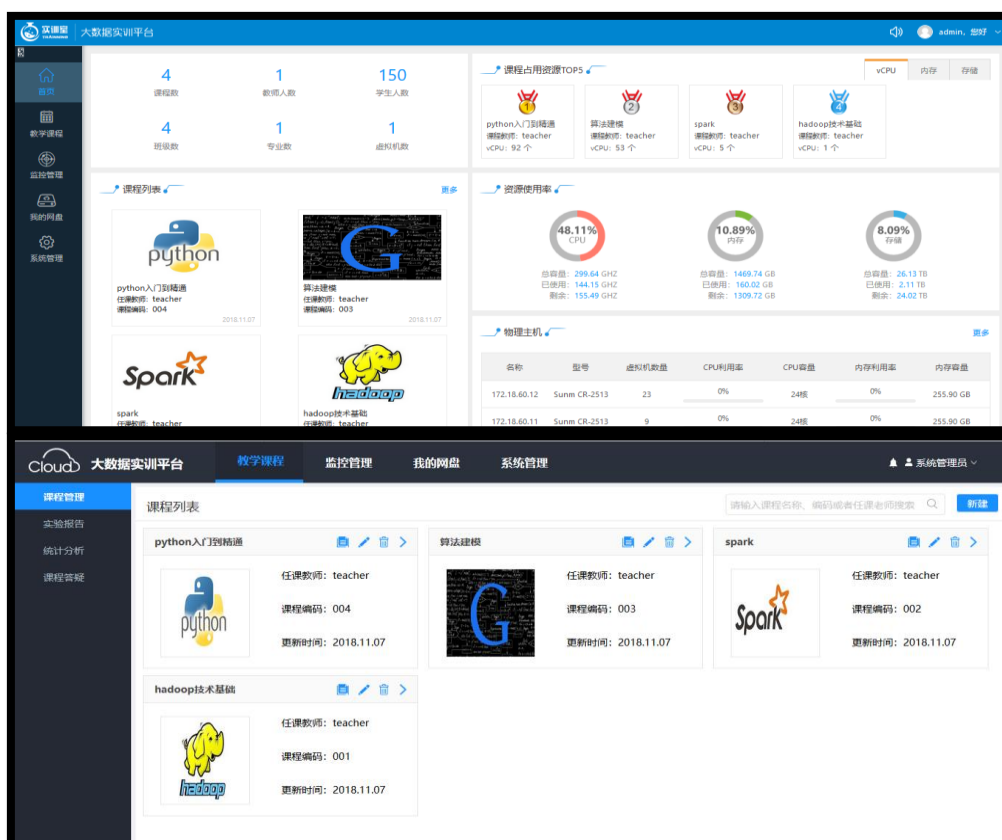 实训堂 大数据实训平台 admin, 您好
首页
教学课程
监控管理
我的网盘
系统管理
4 1 150
课程数 教师人数 学生人数
4 1 1
班级数 专业数 虚拟机数
课程列表 更多
python
python入门到精通
任课教师: teacher
课程编码: 004
2018.11.07
G
算法建模
任课教师: teacher
课程编码: 003
2018.11.07
Spark
spark
任课教师: teacher
hadoop
hadoop技术基础
任课教师: teacher
课程占用资源TOP5 vCPU 内存 存储
1
python入门到精通
课程教师: teacher
vCPU: 92 个
2
算法建模
课程教师: teacher
vCPU: 53 个
3
spark
课程教师: teacher
vCPU: 5 个
4
hadoop技术基础
课程教师: teacher
vCPU: 1 个
资源使用率
48.11%
CPU
总容量: 299.64 GHZ
已使用: 144.15 GHZ
剩余: 155.49 GHZ
10.89%
内存
总容量: 1469.74 GB
已使用: 160.02 GB
剩余: 1309.72 GB
8.09%
存储
总容量: 26.13 TB
已使用: 2.11 TB
剩余: 24.02 TB
物理主机 更多
名称 型号 虚拟机数量 CPU利用率 CPU容量 内存利用率 内存容量
172.18.60.12 Sunm CR-2513 23 0% 24核 0% 255.90 GB
172.18.60.11 Sunm CR-2513 9 0% 24核 0% 255.90 GB
Cloud 大数据实训平台 教学课程 监控管理 我的网盘 系统管理 系统管理员
课程管理
实验报告
统计分析
课程答疑
课程列表 请输入课程名称、编码或者任课老师搜索 新建
python入门到精通
python
任课教师: teacher
课程编码: 004
更新时间: 2018.11.07
算法建模
G
任课教师: teacher
课程编码: 003
更新时间: 2018.11.07
spark
Spark
任课教师: teacher
课程编码: 002
更新时间: 2018.11.07
hadoop技术基础
hadoop
任课教师: teacher
课程编码: 001
更新时间: 2018.11.07